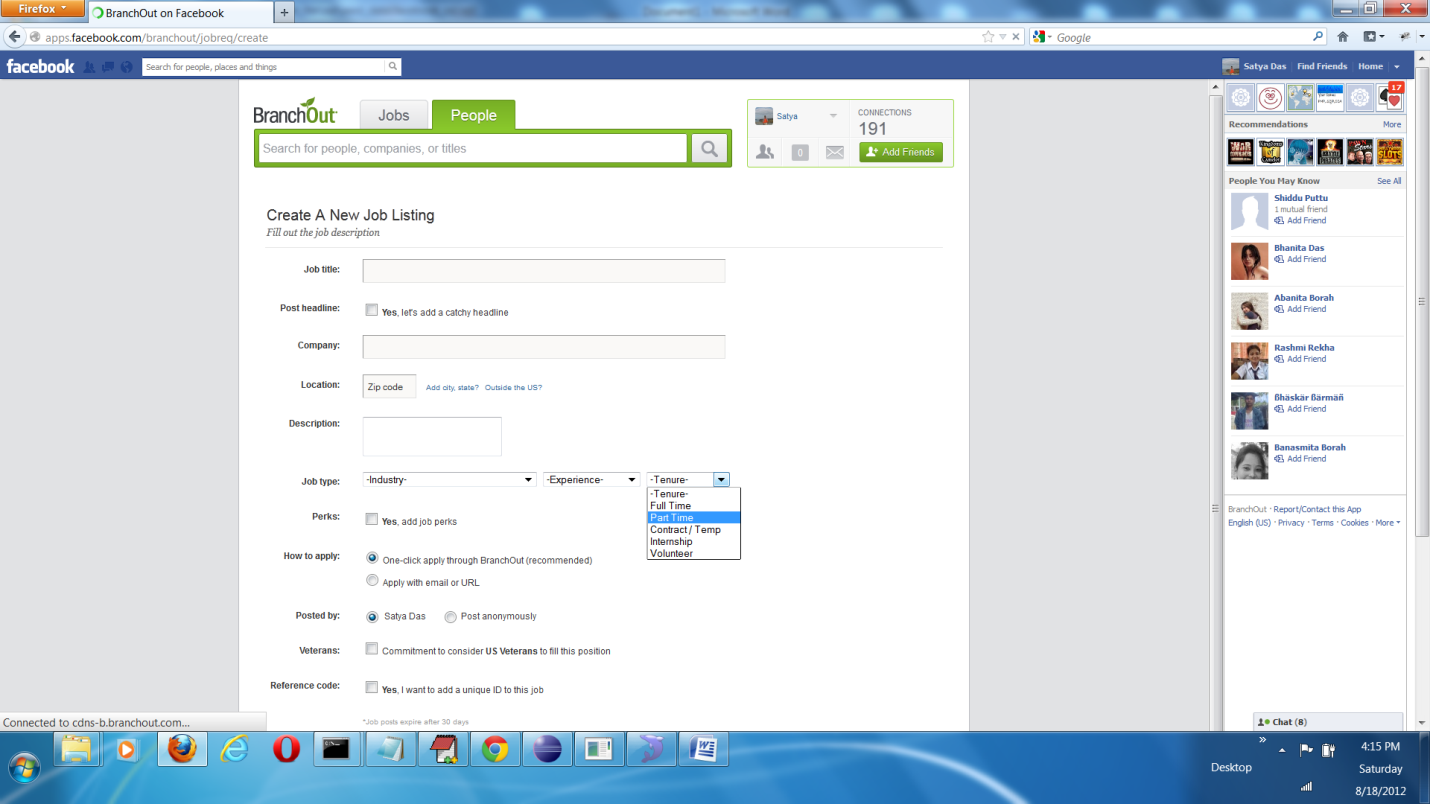 Firefox
BranchOut on Facebook
apps.facebook.com/branchout/jobreq/create
Google
facebook
Search for people, places and things
Satya Das
Find Friends
Home
BranchOut
Jobs
People
Search for people, companies, or titles
Satya
0
CONNECTIONS
191
Add Friends
Create A New Job Listing
Fill out the job description
Job title:
Post headline:
Yes, let's add a catchy headline
Company:
Location:
Zip code
Add city, state?
Outside the US?
Description:
Job type:
-Industry-
-Experience-
-Tenure-
-Tenure-
Full Time
Part Time
Contract / Temp
Internship
Volunteer
Perks:
Yes, add job perks
How to apply:
One-click apply through BranchOut (recommended)
Apply with email or URL
Posted by:
Satya Das
Post anonymously
Veterans:
Commitment to consider US Veterans to fill this position
Reference code:
Yes, I want to add a unique ID to this job
*Job posts expire after 30 days
17
Recommendations
More
People You May Know
See All
Shiddu Puttu
1 mutual friend
Add Friend
Bhanita Das
Add Friend
Abanita Borah
Add Friend
Rashmi Rekha
Add Friend
ßhäskär ßärmäñ
Add Friend
Banasmita Borah
Add Friend
BranchOut · Report/Contact this App
English (US) · Privacy · Terms · Cookies · More
Chat (8)
Connected to cdns-b.branchout.com...
Desktop
4:15 PM
Saturday
8/18/2012